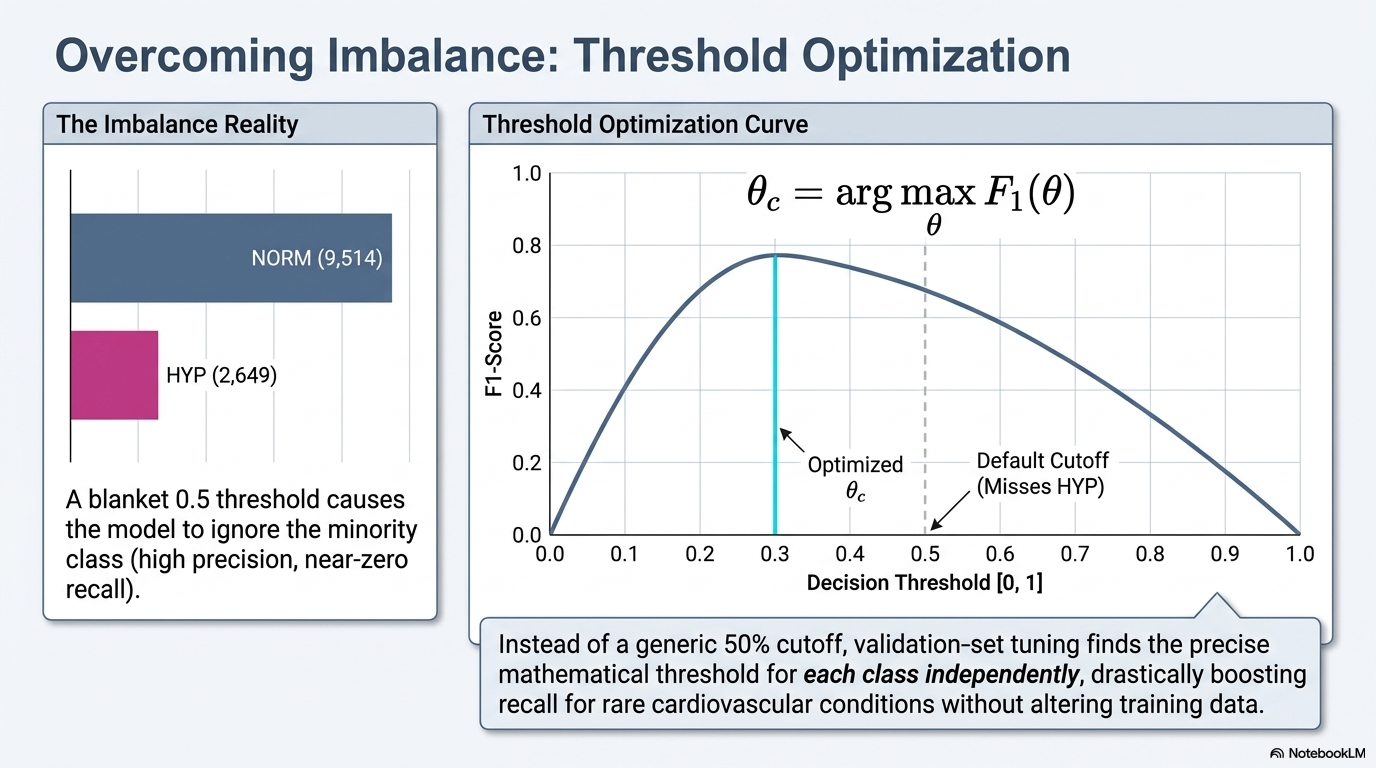 Overcoming Imbalance: Threshold Optimization
The Imbalance Reality
NORM (9,514)
HYP (2,649)
A blanket 0.5 threshold causes
the model to ignore the minority
class (high precision, near-zero
recall).
Threshold Optimization Curve
θc = arg max F1(θ)
θ
F1-Score
1.0
0.8
0.6
0.4
0.2
0.0
Optimized
θc
Default Cutoff
(Misses HYP)
0.0 0.1 0.2 0.3 0.4 0.5 0.6 0.7 0.8 0.9 1.0
Decision Threshold [0, 1]
Instead of a generic 50% cutoff, validation-set tuning finds the precise
mathematical threshold for each class independently, drastically boosting
recall for rare cardiovascular conditions without altering training data.
NotebookLM